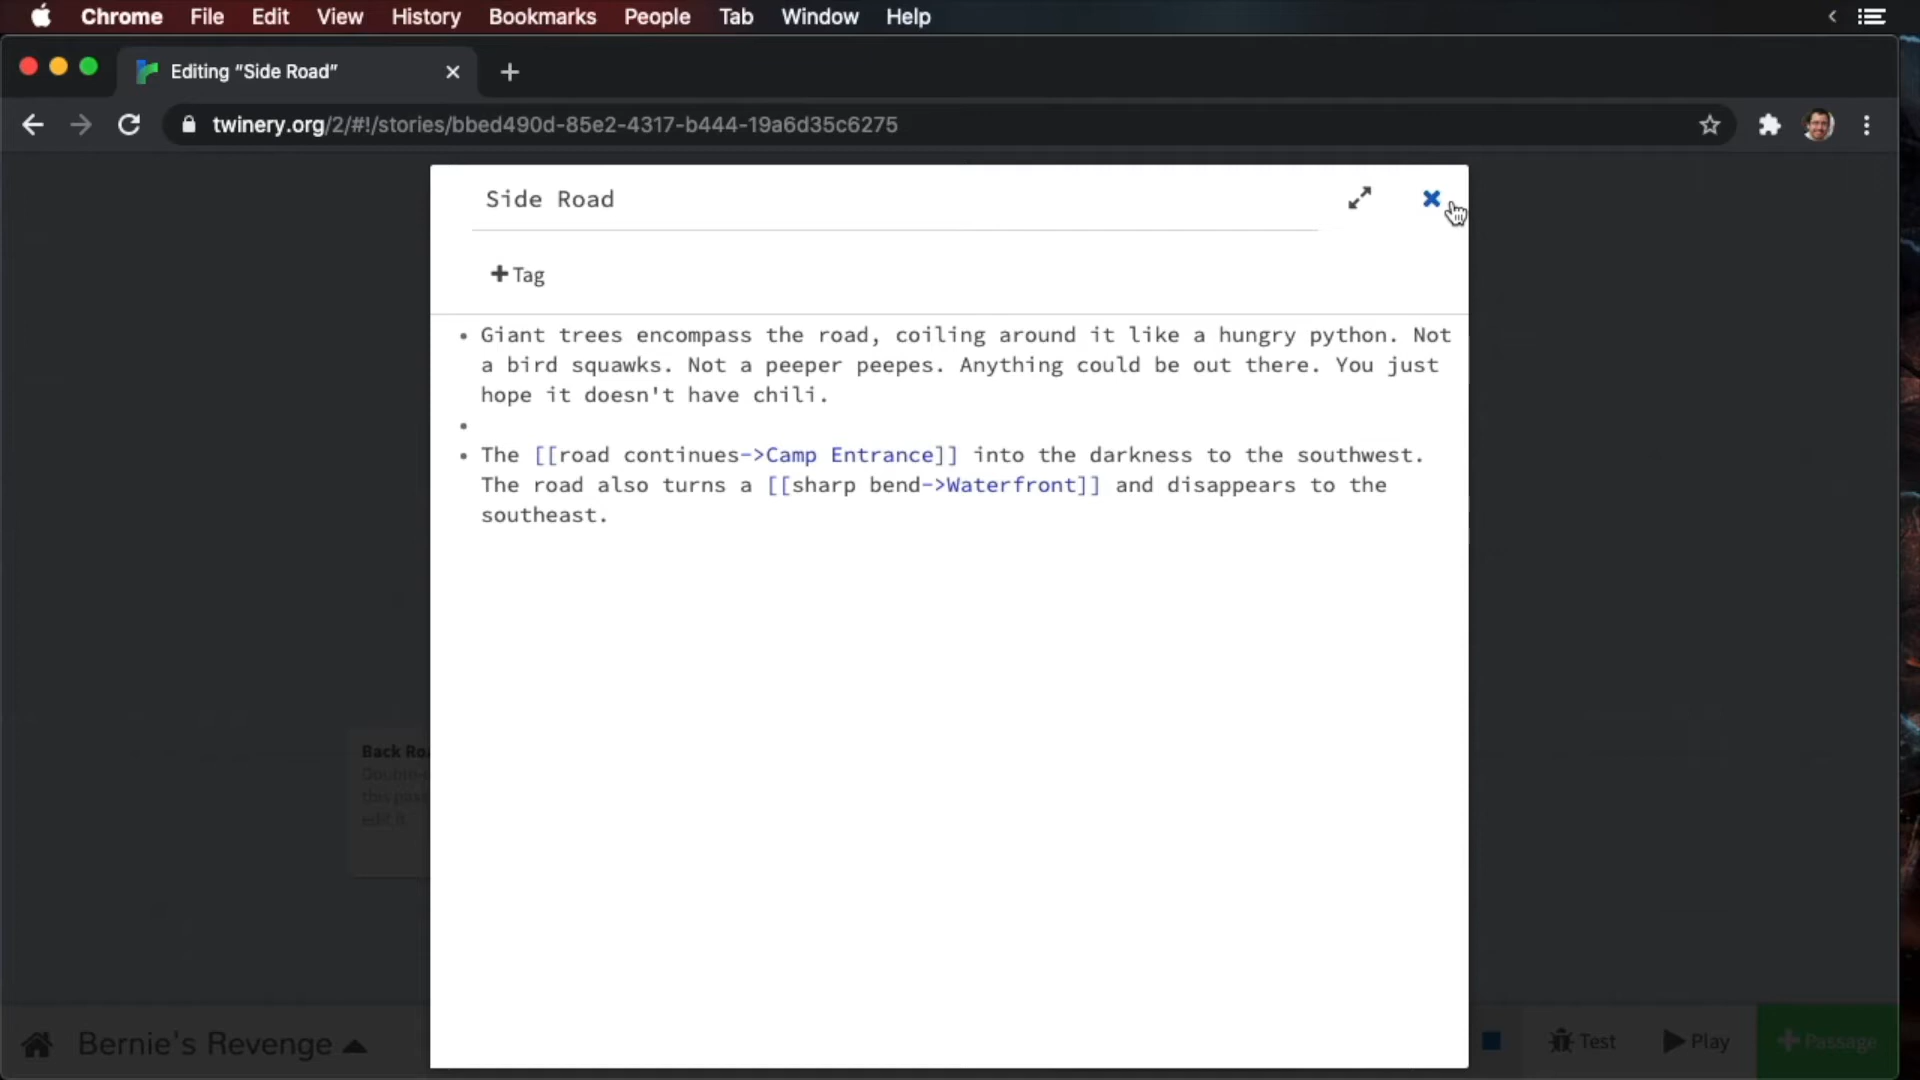 Chrome File Edit View History Bookmarks People Tab Window Help
Editing “Side Road”
twinery.org/2/#!/stories/bbed490d-85e2-4317-b444-19a6d35c6275
Side Road
Tag
Giant trees encompass the road, coiling around it like a hungry python. Not
a bird squawks. Not a peeper peepes. Anything could be out there. You just
hope it doesn't have chili.
The [[road continues->Camp Entrance]] into the darkness to the southwest.
The road also turns a [[sharp bend->Waterfront]] and disappears to the
southeast.
Back
edit it.
Bernie's Revenge
Test Play Passage